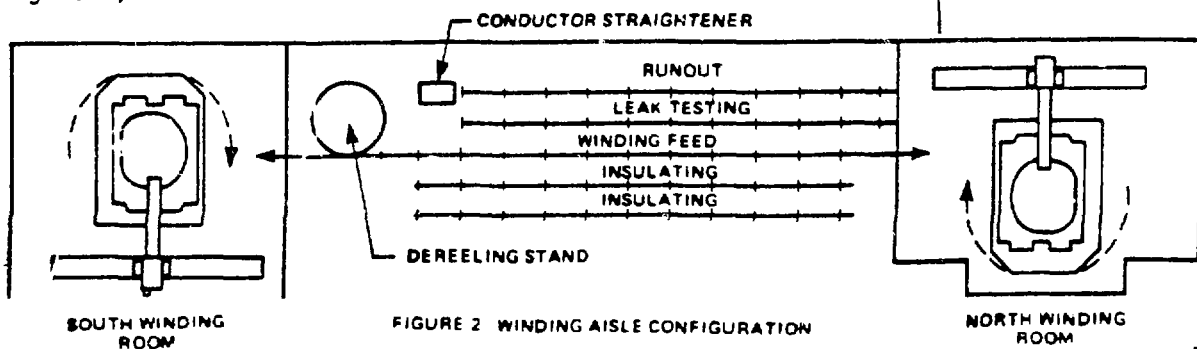 CONDUCTOR STRAIGHTENER
RUNOUT
LEAK TESTING
WINDING FEED
INSULATING
INSULATING
DEREELING STAND
SOUTH WINDING
ROOM
FIGURE 2 WINDING AISLE CONFIGURATION
NORTH WINDING
ROOM